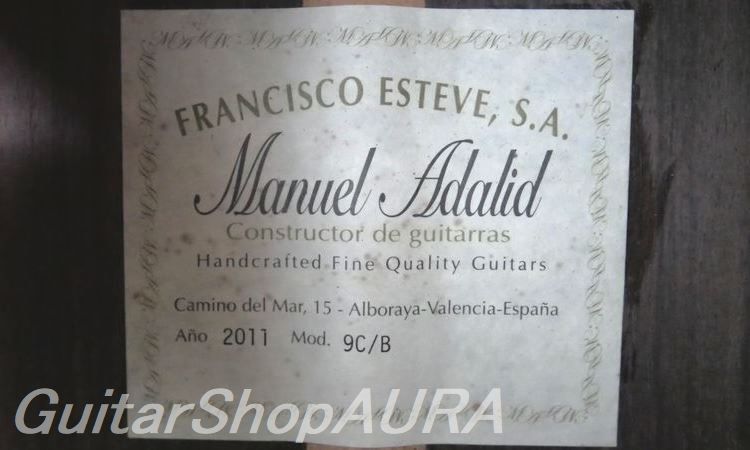 FRANCISCO ESTEVE, S.A.
Manuel Adalid
Constructor de guitarras
Handcrafted Fine Quality Guitars
Camino del Mar, 15 - Alboraya-Valencia-España
Año 2011 Mod. 9C/B
GuitarShopAURA